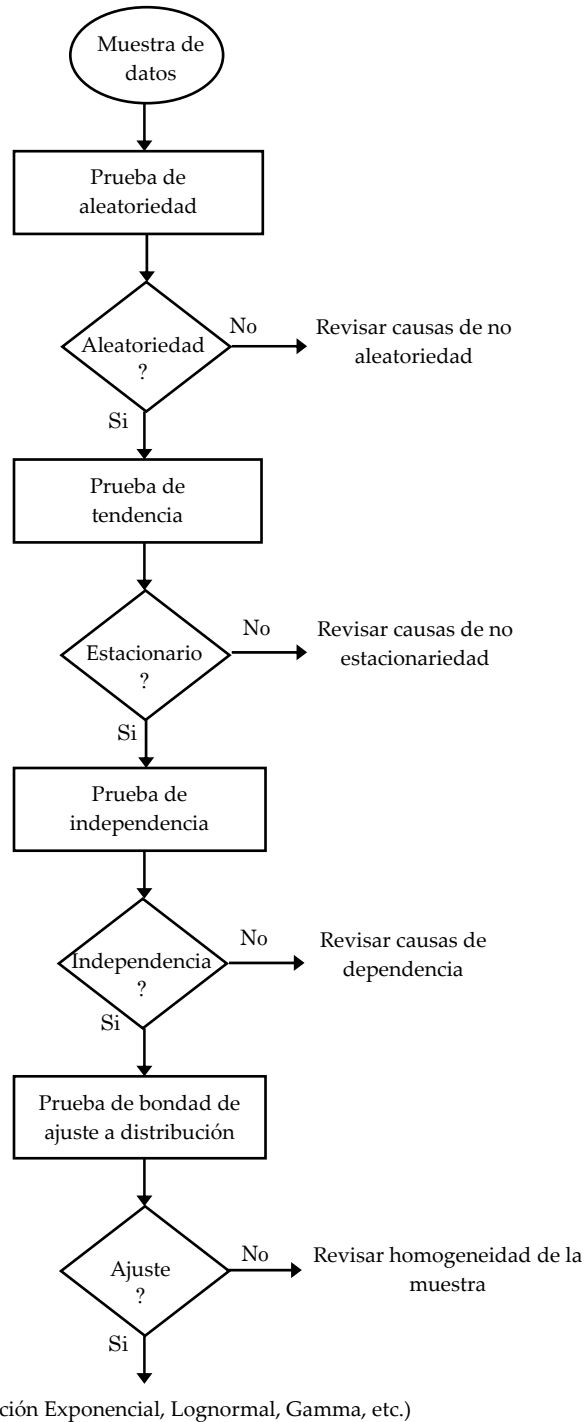 Muestra de
datos
Prueba de
aleatoriedad
Aleatoriedad
?
No
Revisar causas de no
aleatoriedad
Si
Prueba de
tendencia
Estacionario
?
No
Revisar causas de no
estacionariedad
Si
Prueba de
independencia
Independencia
?
No
Revisar causas de
dependencia
Si
Prueba de bondad de
ajuste a distribución
Ajuste
?
No
Revisar homogeneidad de la
muestra
Si
ción Exponencial, Lognormal, Gamma, etc.)